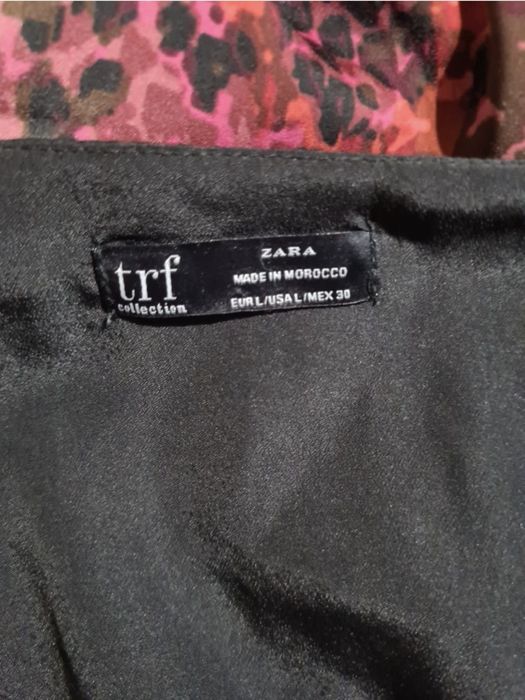 trf
collection
ZARA
MADE IN MOROCCO
EUR L/USA L/MEX 30